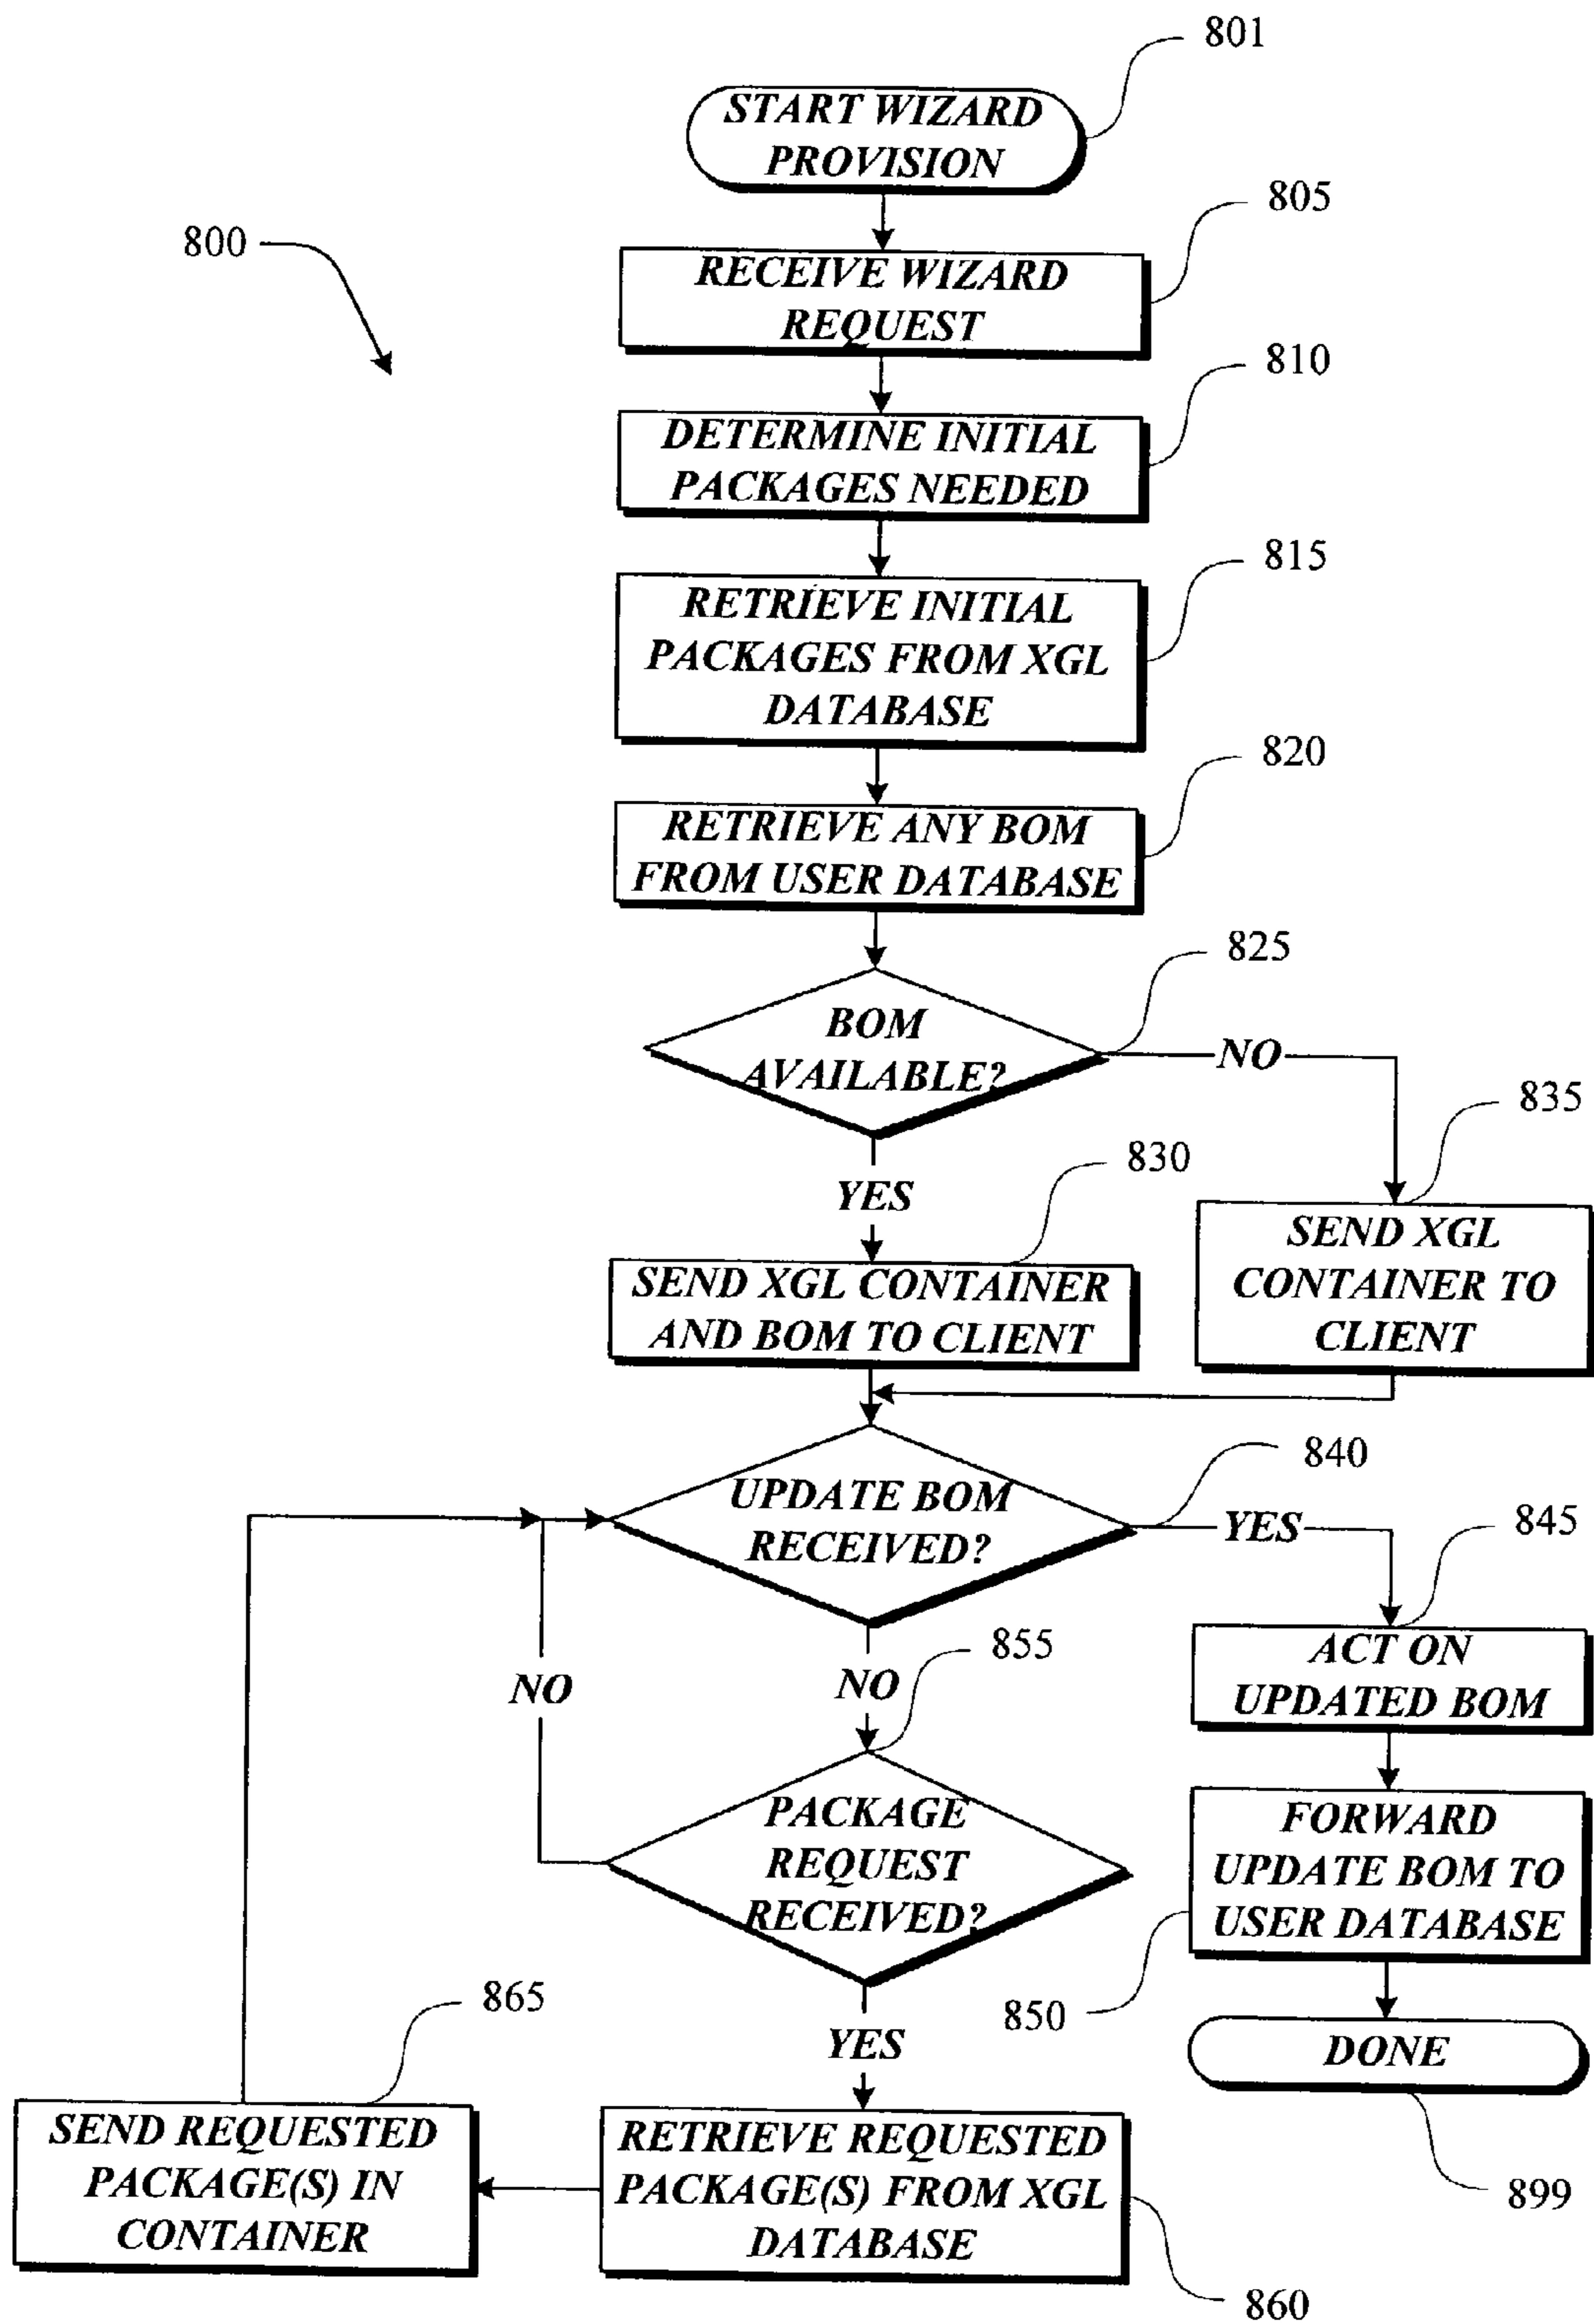 801
START WIZARD
PROVISION
800
805
RECEIVE WIZARD
REQUEST
810
DETERMINE INITIAL
PACKAGES NEEDED
815
RETRIEVE INITIAL
PACKAGES FROM XGL
DATABASE
820
RETRIEVE ANY BOM
FROM USER DATABASE
825
BOM
AVAILABLE?
NO
YES
830
SEND XGL CONTAINER
AND BOM TO CLIENT
835
SEND XGL
CONTAINER TO
CLIENT
840
UPDATE BOM
RECEIVED?
YES
NO
NO
845
ACT ON
UPDATED BOM
855
PACKAGE
REQUEST
RECEIVED?
FORWARD
UPDATE BOM TO
USER DATABASE
850
YES
DONE
899
865
SEND REQUESTED
PACKAGE(S) IN
CONTAINER
RETRIEVE REQUESTED
PACKAGE(S) FROM XGL
DATABASE
860